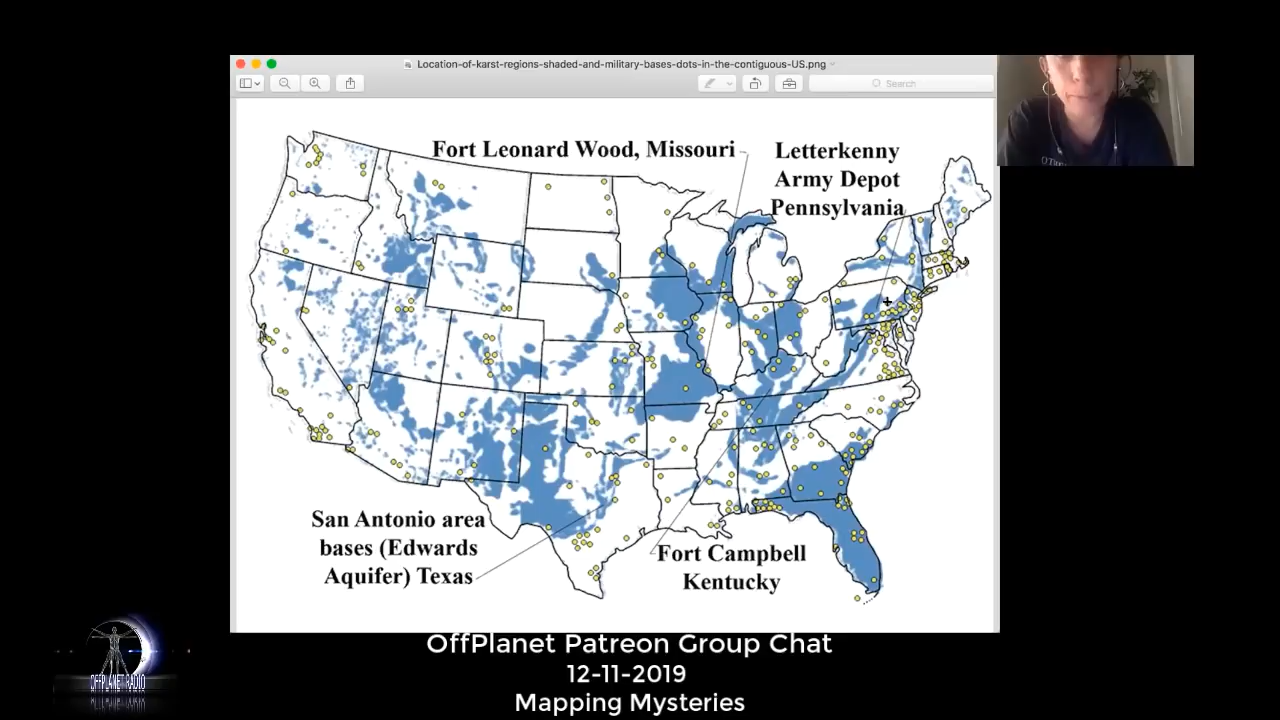 Location-of-karst-regions-shaded-and-military-bases-dots-in-the-contiguous-US.png
Search
Fort Leonard Wood, Missouri
Letterkenny
Army Depot
Pennsylvania
San Antonio area
bases (Edwards
Aquifer) Texas
Fort Campbell
Kentucky
OffPlanet Patreon Group Chat
12-11-2019
Mapping Mysteries
OFFPLANET RADIO